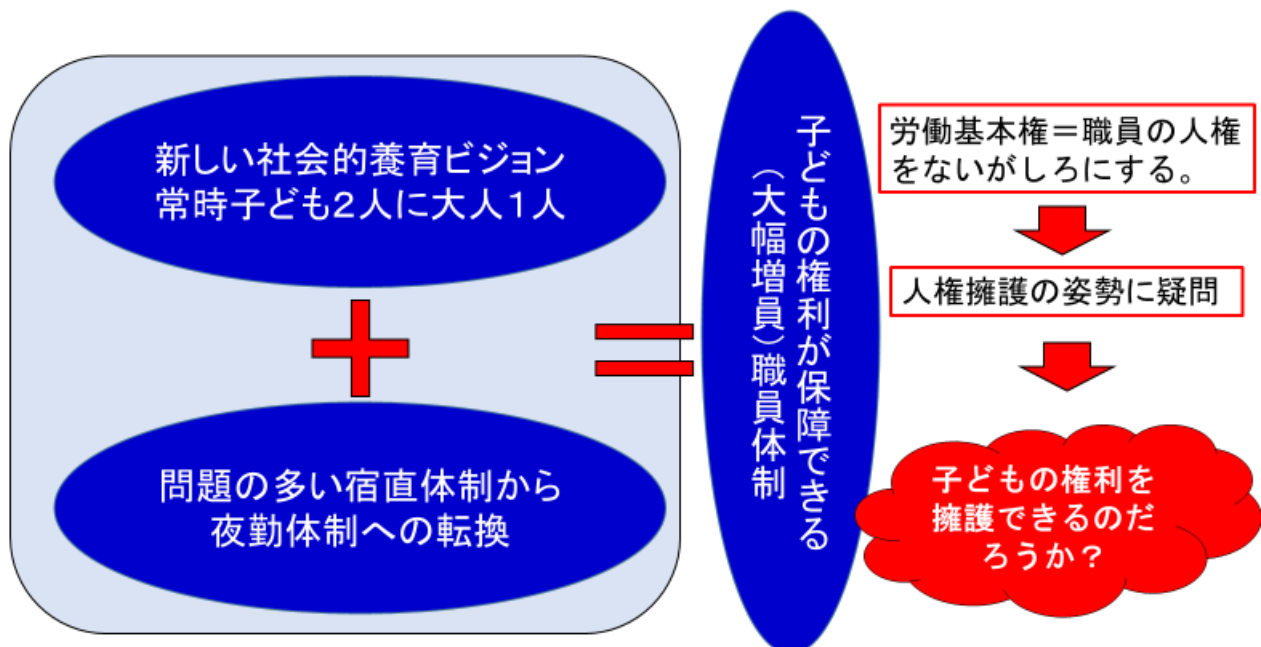 新しい社会的養育ビジョン
常時子ども2人に大人1人
+
問題の多い宿直体制から
夜勤体制への転換
=
子どもの権利が保障できる
（大幅増員）職員体制
労働基本権＝職員の人権
をないがしろにする。
人権擁護の姿勢に疑問
子どもの権利を
擁護できるのだ
ろうか？